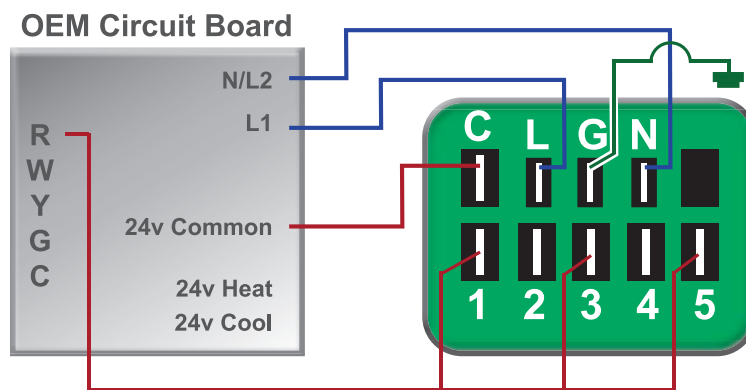 OEM Circuit Board
N/L2
L1
R
W
Y
G
C
24v Common
24v Heat
24v Cool
C L G N
1 2 3 4 5